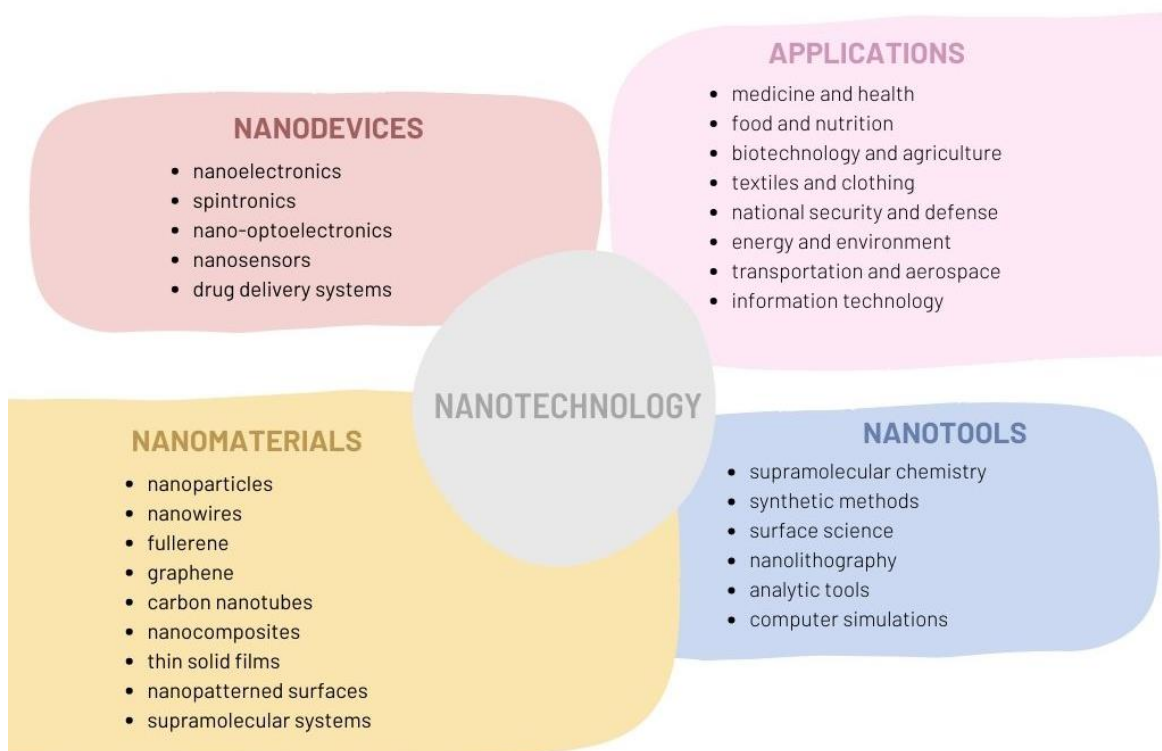 NANODEVICES
• nanoelectronics
• spintronics
• nano-optoelectronics
• nanosensors
• drug delivery systems
APPLICATIONS
• medicine and health
• food and nutrition
• biotechnology and agriculture
• textiles and clothing
• national security and defense
• energy and environment
• transportation and aerospace
• information technology
NANOTECHNOLOGY
NANOMATERIALS
• nanoparticles
• nanowires
• fullerene
• graphene
• carbon nanotubes
• nanocomposites
• thin solid films
• nanopatterned surfaces
• supramolecular systems
NANOTOOLS
• supramolecular chemistry
• synthetic methods
• surface science
• nanolithography
• analytic tools
• computer simulations